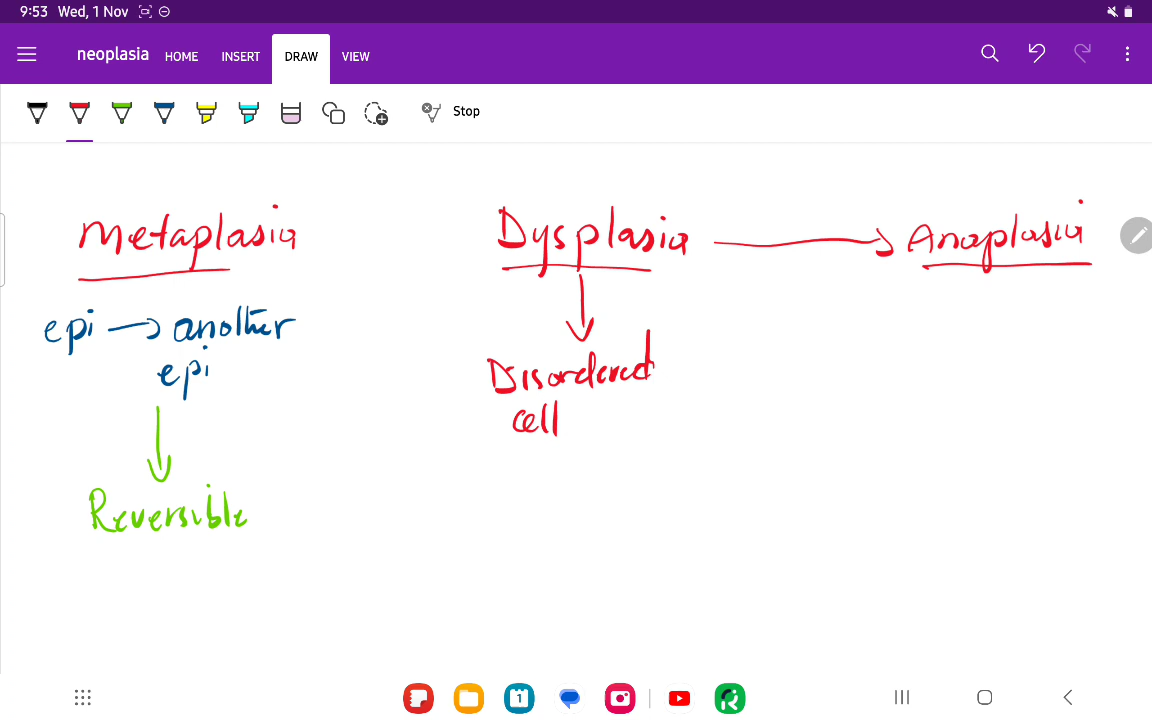 9:53 Wed, 1 Nov
neoplasia HOME INSERT DRAW VIEW
Stop
Metaplasia
epi → another
epi
Reversible
Dysplasia → Anaplasia
Disordered
cell
1